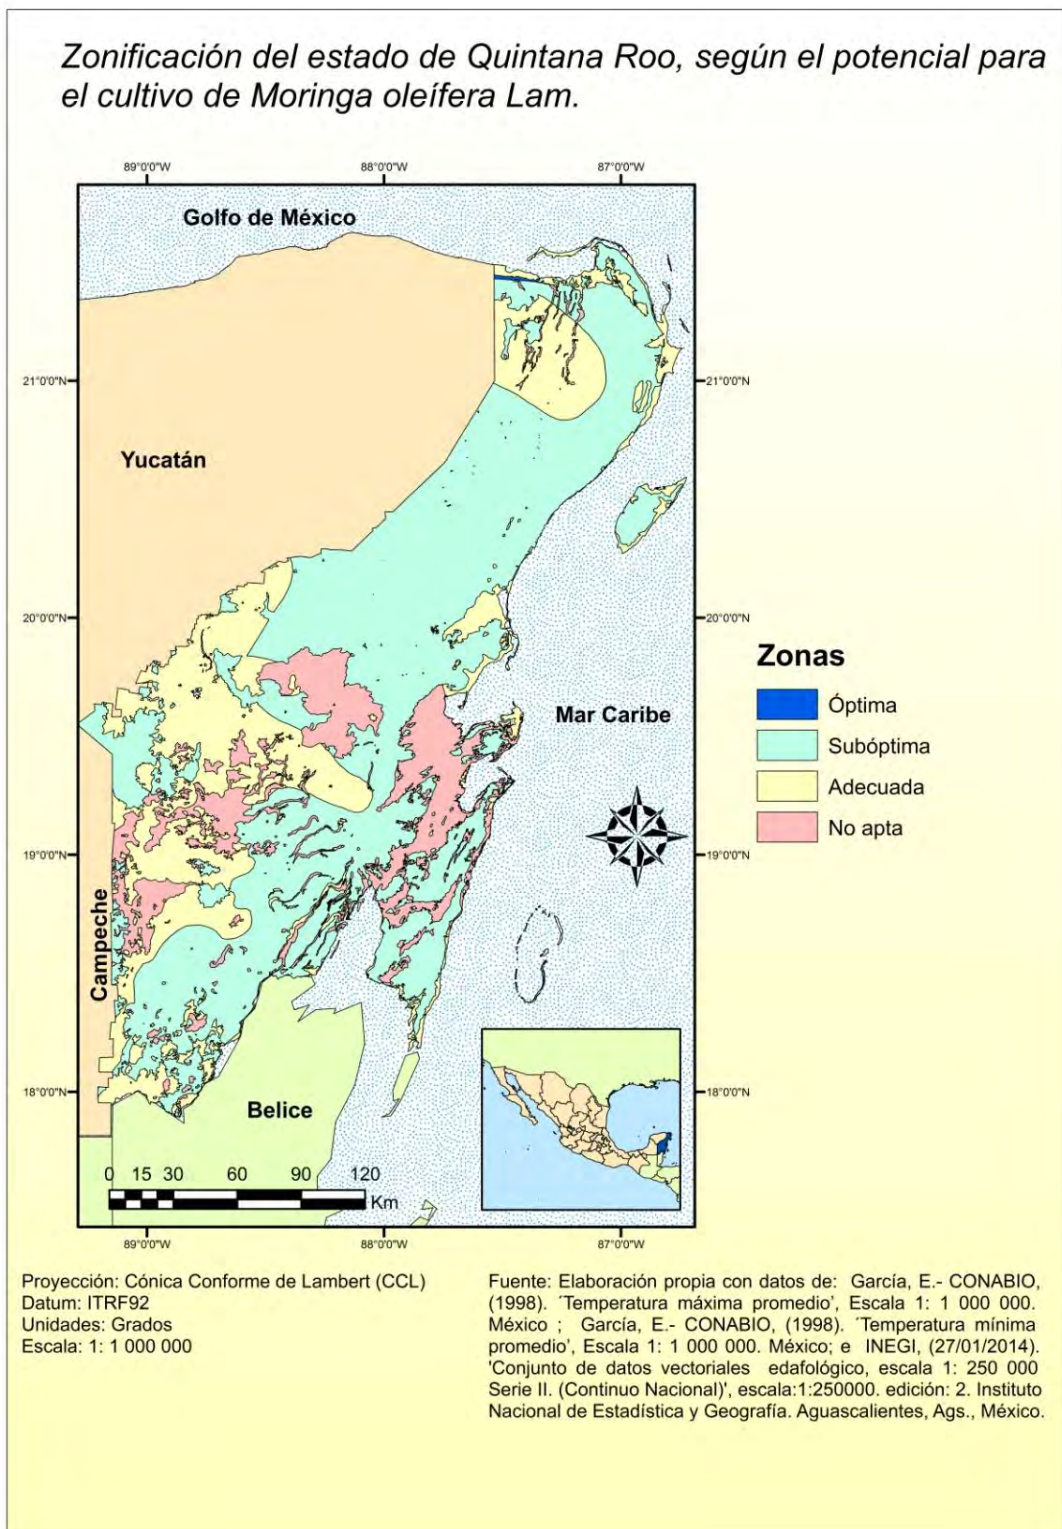 Zonificación del estado de Quintana Roo, según el potencial para
el cultivo de Moringa oleífera Lam.
89°0'0"W
88°0'0"W
87°0'0"W
Golfo de México
21°0'0"N
21°0'0"N
Yucatán
20°0'0"N
20°0'0"N
Zonas
Óptima
Subóptima
Adecuada
No apta
Mar Caribe
19°0'0"N
19°0'0"N
Campeche
18°0'0"N
18°0'0"N
Belice
0 15 30 60 90 120
Km
89°0'0"W
88°0'0"W
87°0'0"W
Proyección: Cónica Conforme de Lambert (CCL)
Datum: ITRF92
Unidades: Grados
Escala: 1: 1 000 000
Fuente: Elaboración propia con datos de: García, E.- CONABIO,
(1998). ´Temperatura máxima promedio', Escala 1: 1 000 000.
México ; García, E.- CONABIO, (1998). ´Temperatura mínima
promedio', Escala 1: 1 000 000. México; e INEGI, (27/01/2014).
'Conjunto de datos vectoriales edafológico, escala 1: 250 000
Serie II. (Continuo Nacional)', escala:1:250000. edición: 2. Instituto
Nacional de Estadística y Geografía. Aguascalientes, Ags., México.